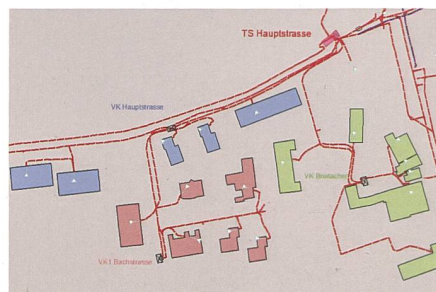 TS Hauptstrasse
VK Hauptstrasse
VK Breitacher
VK1 Bachstrasse